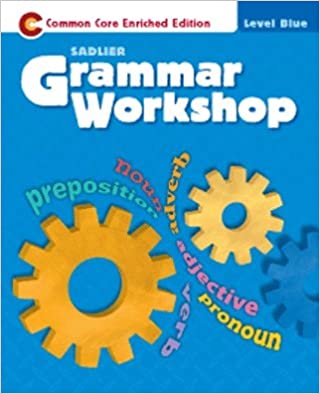 Common Core Enriched Edition
Level Blue
SADLIER
Grammar
Workshop
noun
adverb
preposition
adjective
verb
pronoun